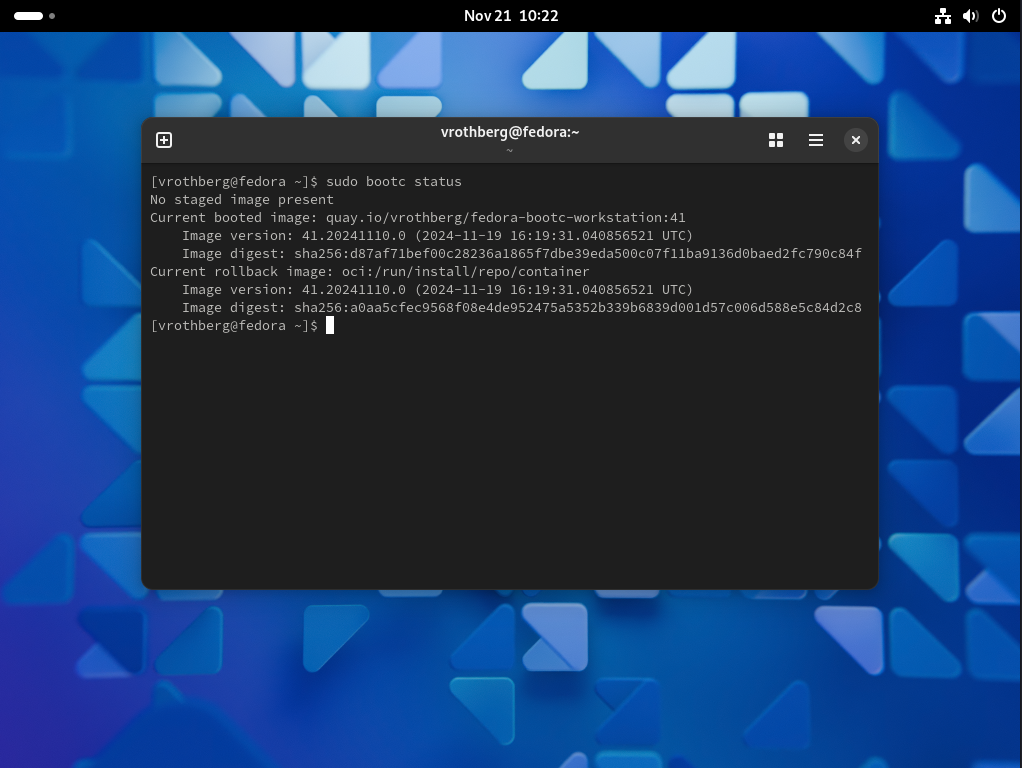 Nov 21 10:22
vrothberg@fedora:~
~
[vrothberg@fedora ~]$ sudo bootc status
No staged image present
Current booted image: quay.io/vrothberg/fedora-bootc-workstation:41
    Image version: 41.20241110.0 (2024-11-19 16:19:31.040856521 UTC)
    Image digest: sha256:d87af71bef00c28236a1865f7dbe39eda500c07f11ba9136d0baed2fc790c84f
Current rollback image: oci:/run/install/repo/container
    Image version: 41.20241110.0 (2024-11-19 16:19:31.040856521 UTC)
    Image digest: sha256:a0aa5cfec9568f08e4de952475a5352b339b6839d001d57c006d588e5c84d2c8
[vrothberg@fedora ~]$